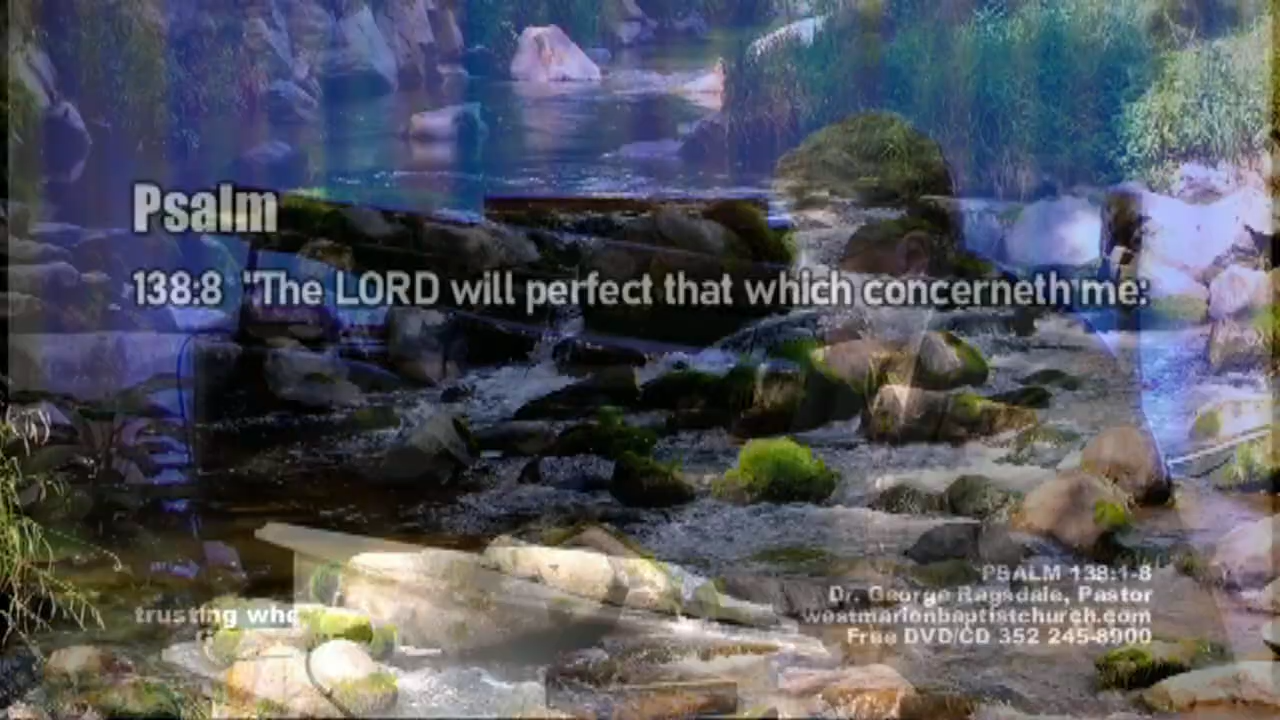 Psalm
138:8 "The LORD will perfect that which concerneth me:
trusting who
PSALM 138:1-8
Dr. George Ragsdale, Pastor
westmarionbaptistchurch.com
Free DVD/CD 352 245-8900